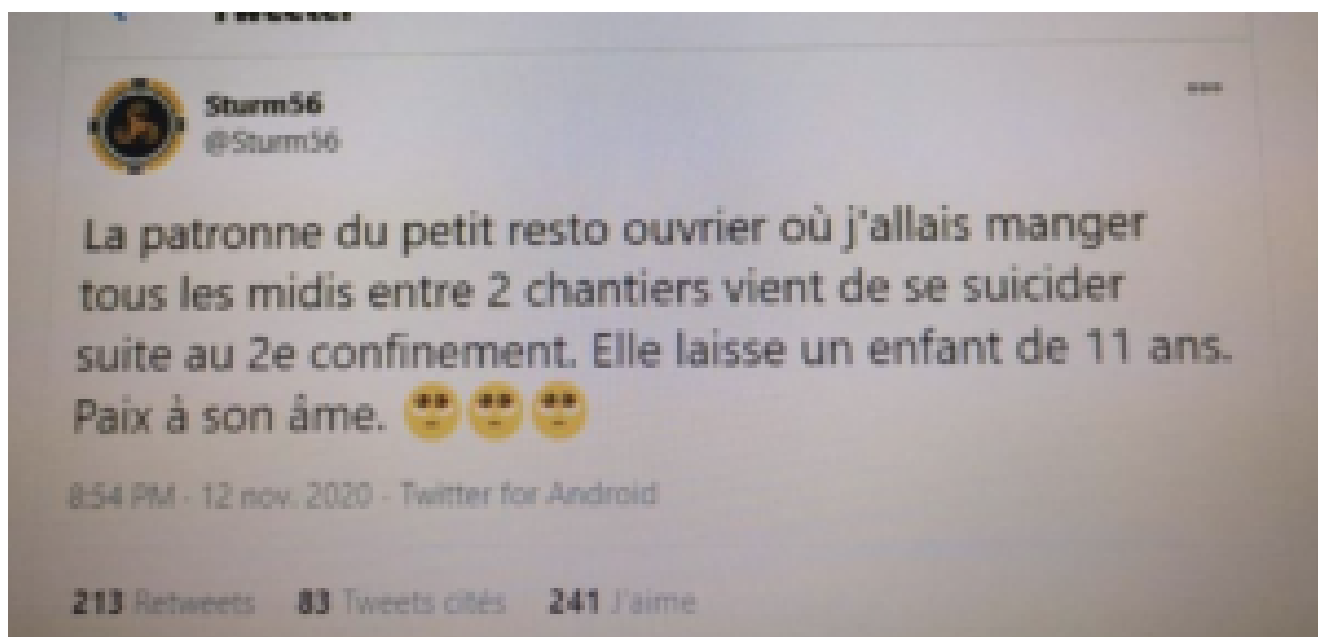 Tweeter
Sturm56
@Sturm56
La patronne du petit resto ouvrier où j'allais manger
tous les midis entre 2 chantiers vient de se suicider
suite au 2e confinement. Elle laisse un enfant de 11 ans.
Paix à son âme. 🙄🙄🙄
8:54 PM · 12 nov. 2020 · Twitter for Android
213 Retweets 83 Tweets cités 241 J'aime